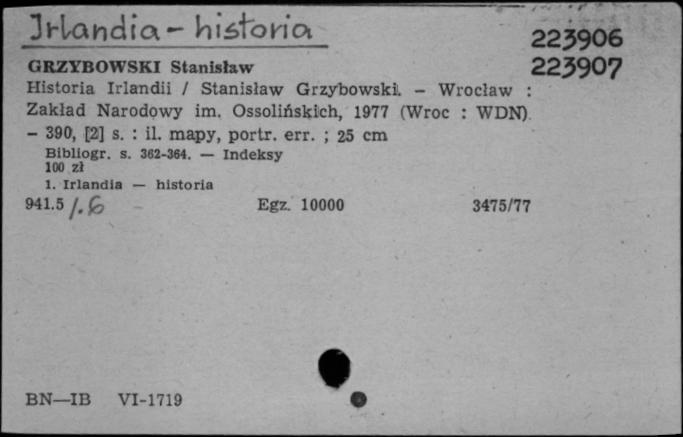 Irlandia - historia
223906
GRZYBOWSKI Stanisław
223907
Historia Irlandii / Stanisław Grzybowski. — Wrocław :
Zakład Narodowy im. Ossolińskich, 1977 (Wroc : WDN).
— 390, [2] s. : il. mapy, portr. err. ; 25 cm
Bibliogr. s. 362-364. — Indeksy
100 zł
1. Irlandia — historia
941.5 /.6 Egz. 10000 3475/77
BN—IB VI-1719